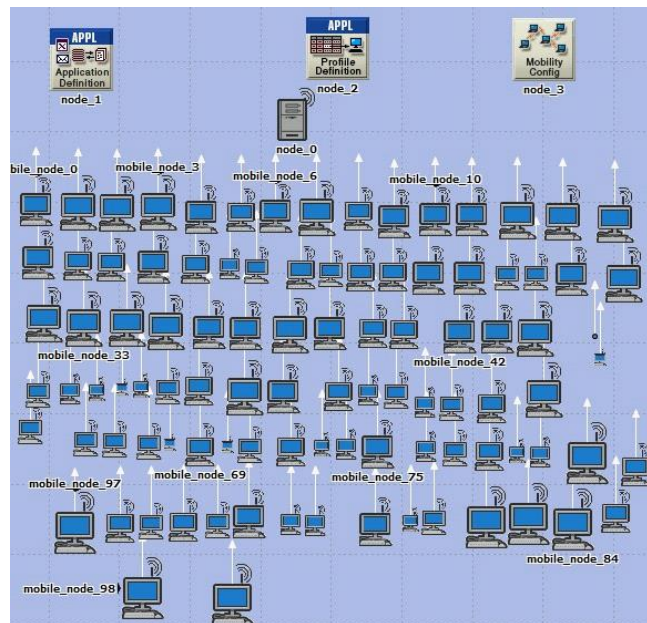 APPL
Application
Definition
node_1
APPL
Profiile
Definition
node_2
Mobility
Config
node_3
node_0
bile_node_0
mobile_node_3
mobile_node_6
mobile_node_10
mobile_node_33
mobile_node_42
mobile_node_97
mobile_node_69
mobile_node_75
mobile_node_84
mobile_node_98